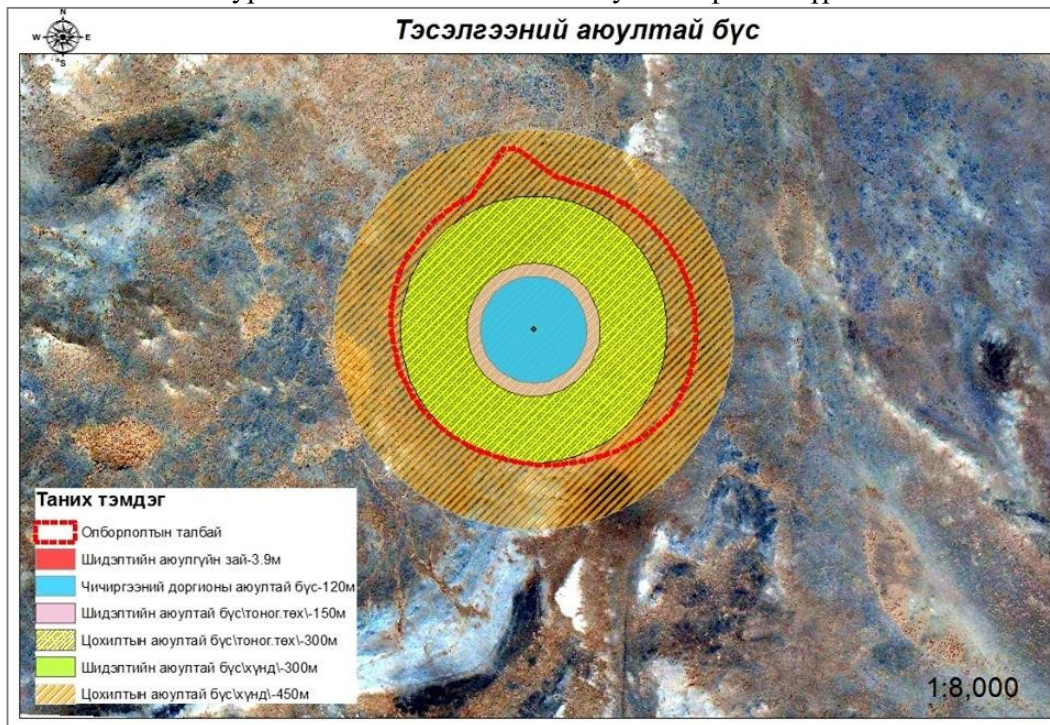 N
W E
S
Тэсэлгээний аюултай бүс
Таних тэмдэг
Олборлолтын талбай
Шидэлтийн аюулгүйн зай-3.9м
Чичиргээний доргионы аюултай бүс-120м
Шидэлтийн аюултай бүс\тоног.төх\-150м
Цохилтын аюултай бүс\тоног.төх\-300м
Шидэлтийн аюултай бүс\хүнд\-300м
Цохилтын аюултай бүс\хүнд\-450м
1:8,000